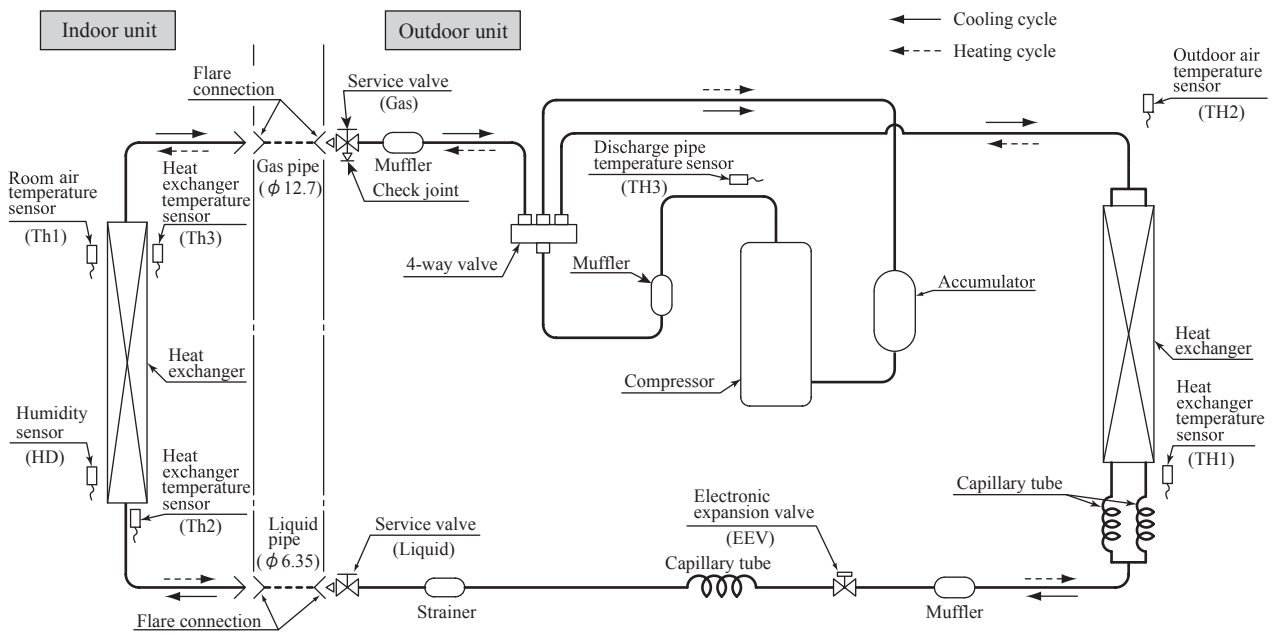 Indoor unit
Outdoor unit
Cooling cycle
Heating cycle
Flare
connection
Service valve
(Gas)
Outdoor air
temperature
sensor
(TH2)
Muffler
Check joint
Gas pipe
(ϕ 12.7)
Discharge pipe
temperature sensor
(TH3)
Room air
temperature
sensor
(Th1)
Heat
exchanger
temperature
sensor
(Th3)
4-way valve
Muffler
Accumulator
Heat
exchanger
Compressor
Heat
exchanger
Humidity
sensor
(HD)
Heat
exchanger
temperature
sensor
(Th2)
Heat
exchanger
temperature
sensor
(TH1)
Capillary tube
Liquid
pipe
(ϕ 6.35)
Service valve
(Liquid)
Electronic
expansion valve
(EEV)
Capillary tube
Strainer
Muffler
Flare connection